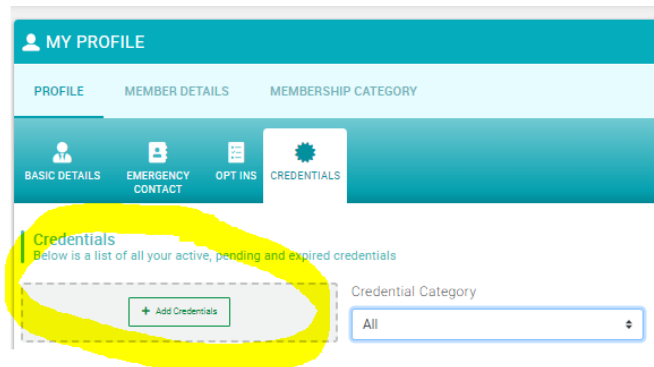 MY PROFILE
PROFILE MEMBER DETAILS MEMBERSHIP CATEGORY
BASIC DETAILS EMERGENCY CONTACT OPT INS CREDENTIALS
Credentials
Below is a list of all your active, pending and expired credentials
+ Add Credentials
Credential Category
All